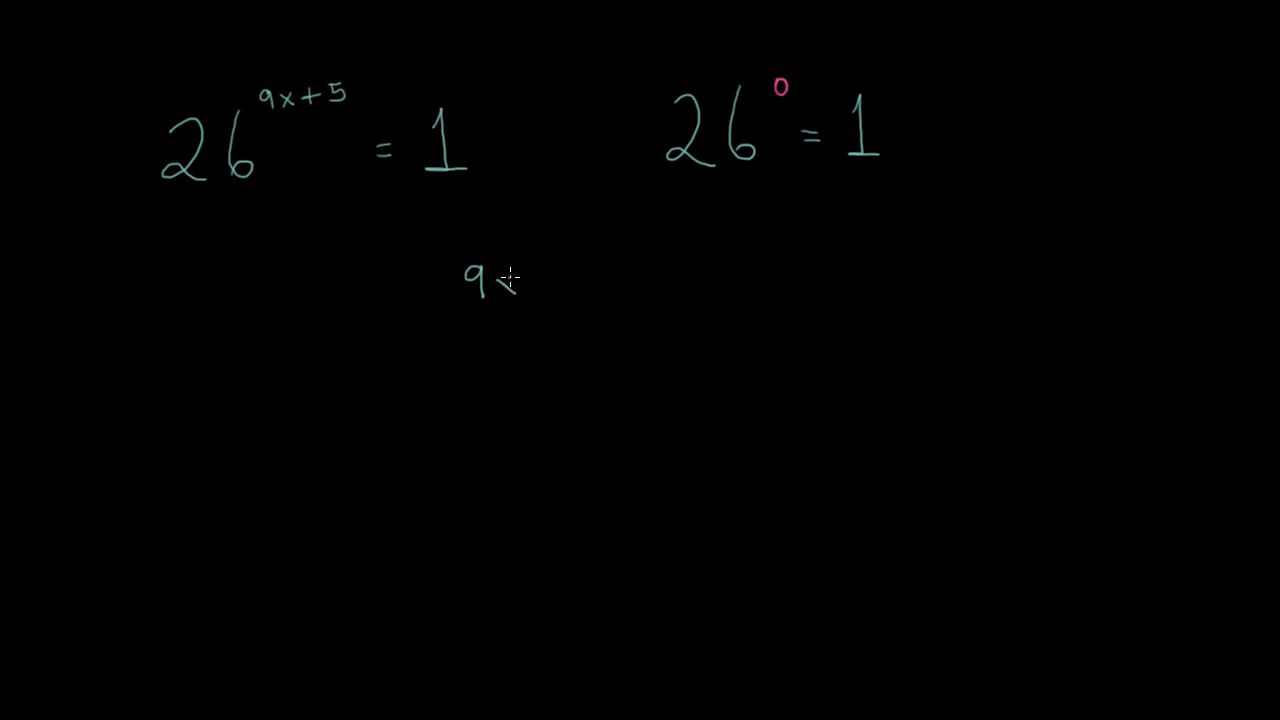 26^{9x+5} = 1
26^{0} = 1
9